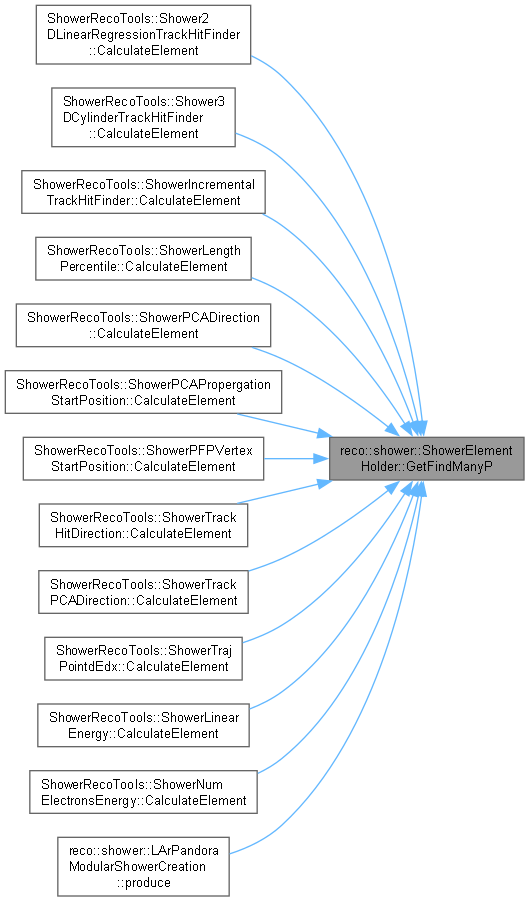 ShowerRecoTools::Shower2
DLinearRegressionTrackHitFinder
::CalculateElement
ShowerRecoTools::Shower3
DCylinderTrackHitFinder
::CalculateElement
ShowerRecoTools::ShowerIncremental
TrackHitFinder::CalculateElement
ShowerRecoTools::ShowerLength
Percentile::CalculateElement
ShowerRecoTools::ShowerPCADirection
::CalculateElement
ShowerRecoTools::ShowerPCAPropergation
StartPosition::CalculateElement
ShowerRecoTools::ShowerPFPVertex
StartPosition::CalculateElement
reco::shower::ShowerElement
Holder::GetFindManyP
ShowerRecoTools::ShowerTrack
HitDirection::CalculateElement
ShowerRecoTools::ShowerTrack
PCADirection::CalculateElement
ShowerRecoTools::ShowerTraj
PointdEdx::CalculateElement
ShowerRecoTools::ShowerLinear
Energy::CalculateElement
ShowerRecoTools::ShowerNum
ElectronsEnergy::CalculateElement
reco::shower::LArPandora
ModularShowerCreation
::produce